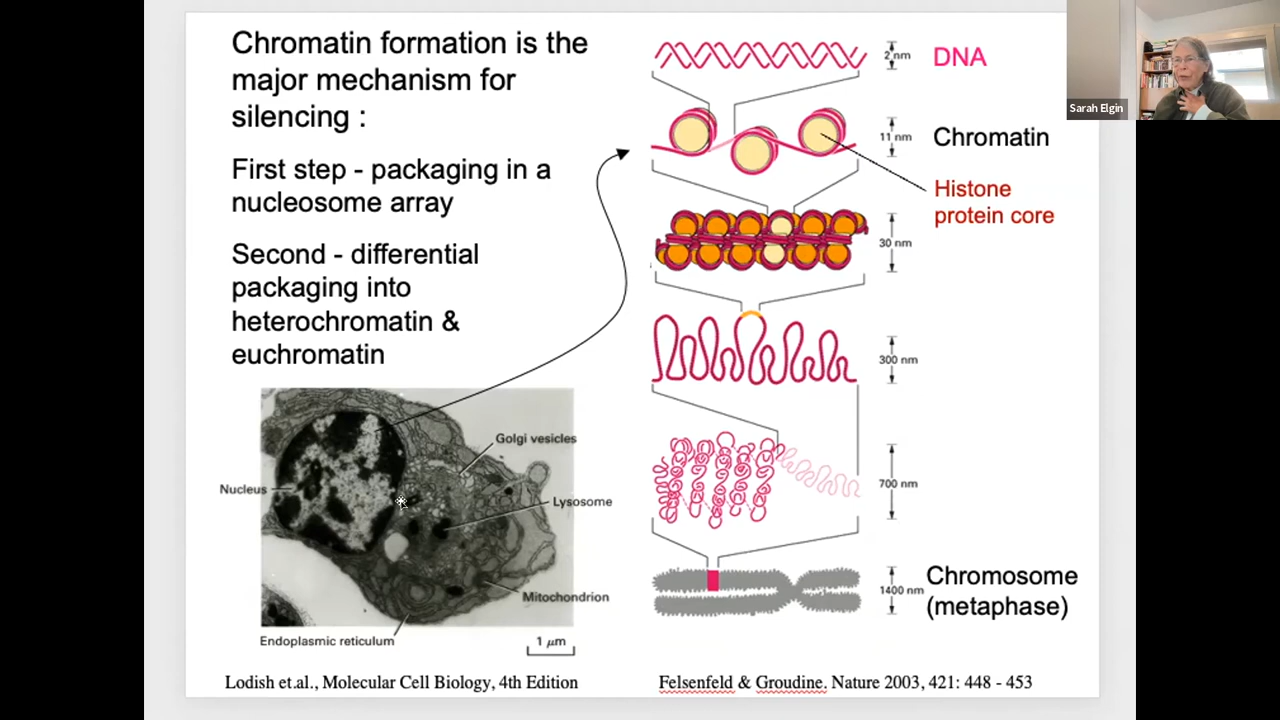 Chromatin formation is the
major mechanism for
silencing :
First step - packaging in a
nucleosome array
Second - differential
packaging into
heterochromatin &
euchromatin
Nucleus
Golgi vesicles
Lysosome
Mitochondrion
Endoplasmic reticulum
1 μm
Lodish et.al., Molecular Cell Biology, 4th Edition
2 nm
DNA
11 nm
Chromatin
Histone
protein core
30 nm
300 nm
700 nm
1400 nm
Chromosome
(metaphase)
Felsenfeld & Groudine. Nature 2003, 421: 448 - 453
Sarah Elgin